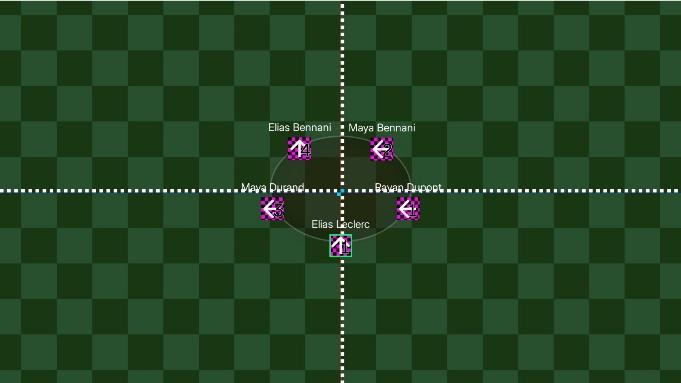 Elias Bennani
Maya Bennani
Maya Durand
Rayan Dupont
Elias Leclerc